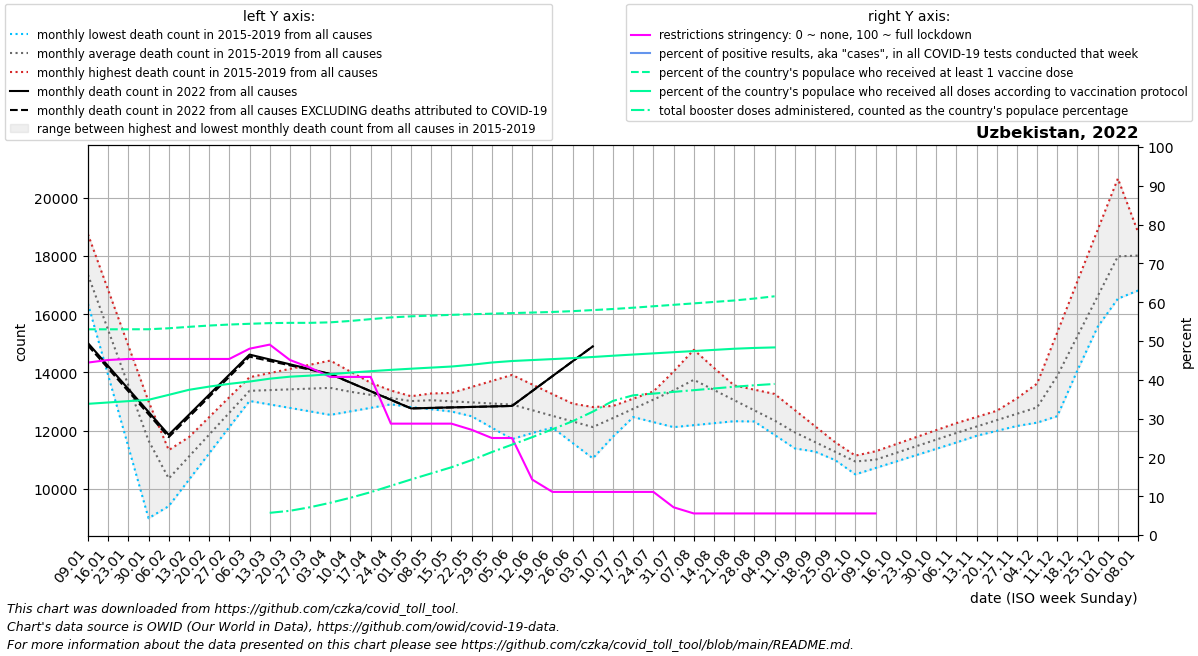 left Y axis:
monthly lowest death count in 2015-2019 from all causes
monthly average death count in 2015-2019 from all causes
monthly highest death count in 2015-2019 from all causes
monthly death count in 2022 from all causes
monthly death count in 2022 from all causes EXCLUDING deaths attributed to COVID-19
range between highest and lowest monthly death count from all causes in 2015-2019
right Y axis:
restrictions stringency: 0 ~ none, 100 ~ full lockdown
percent of positive results, aka "cases", in all COVID-19 tests conducted that week
percent of the country's populace who received at least 1 vaccine dose
percent of the country's populace who received all doses according to vaccination protocol
total booster doses administered, counted as the country's populace percentage
Uzbekistan, 2022
20000
18000
16000
14000
12000
10000
count
100
90
80
70
60
50
40
30
20
10
0
percent
09.01 16.01 23.01 30.01 06.02 13.02 20.02 27.02 06.03 13.03 20.03 27.03 03.04 10.04 17.04 24.04 01.05 08.05 15.05 22.05 29.05 05.06 12.06 19.06 26.06 03.07 10.07 17.07 24.07 31.07 07.08 14.08 21.08 28.08 04.09 11.09 18.09 25.09 02.10 09.10 16.10 23.10 30.10 06.11 13.11 20.11 27.11 04.12 11.12 18.12 25.12 01.01 08.01
date (ISO week Sunday)
This chart was downloaded from https://github.com/czka/covid_toll_tool.
Chart's data source is OWID (Our World in Data), https://github.com/owid/covid-19-data.
For more information about the data presented on this chart please see https://github.com/czka/covid_toll_tool/blob/main/README.md.